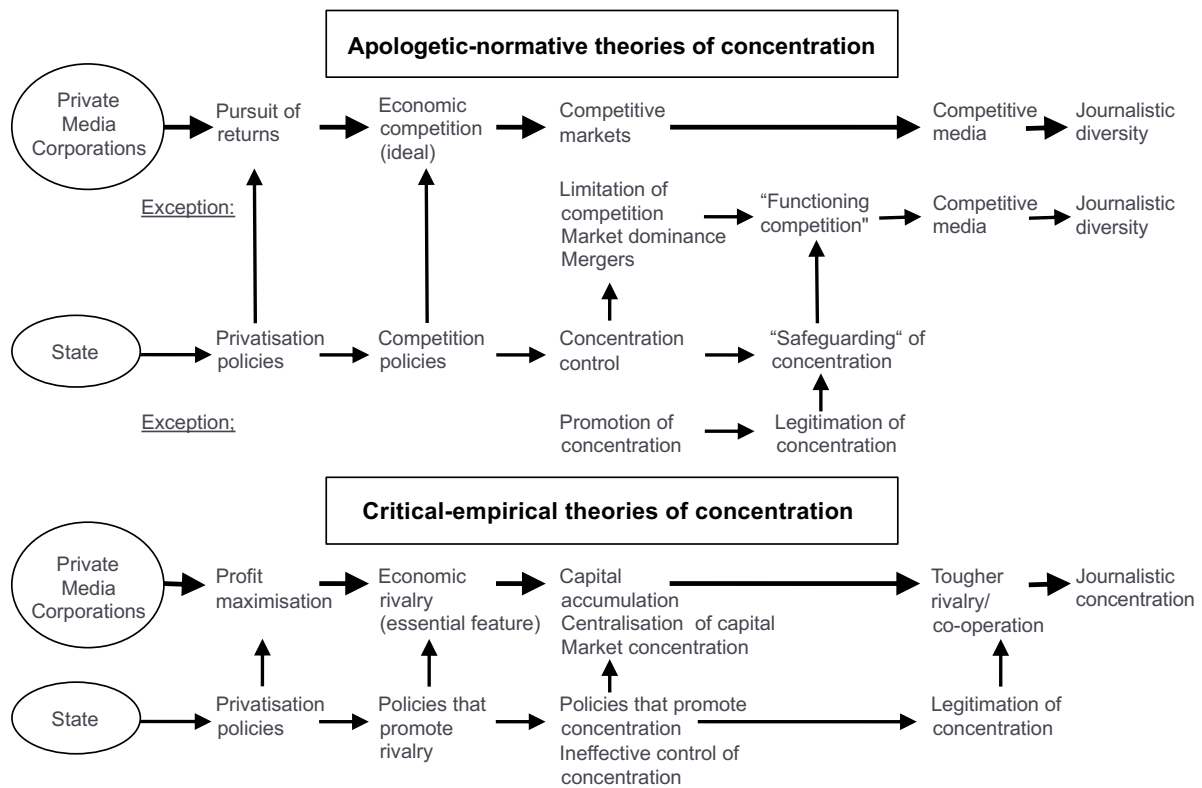 Apologetic-normative theories of concentration
Private
Media
Corporations
Pursuit of
returns
Economic
competition
(ideal)
Competitive
markets
Competitive
media
Journalistic
diversity
Exception:
Limitation of
competition
Market dominance
Mergers
“Functioning
competition"
Competitive
media
Journalistic
diversity
State
Privatisation
policies
Competition
policies
Concentration
control
“Safeguarding“ of
concentration
Exception:
Promotion of
concentration
Legitimation of
concentration
Critical-empirical theories of concentration
Private
Media
Corporations
Profit
maximisation
Economic
rivalry
(essential feature)
Capital
accumulation
Centralisation of capital
Market concentration
Tougher
rivalry/
co-operation
Journalistic
concentration
State
Privatisation
policies
Policies that
promote
rivalry
Policies that promote
concentration
Ineffective control of
concentration
Legitimation of
concentration